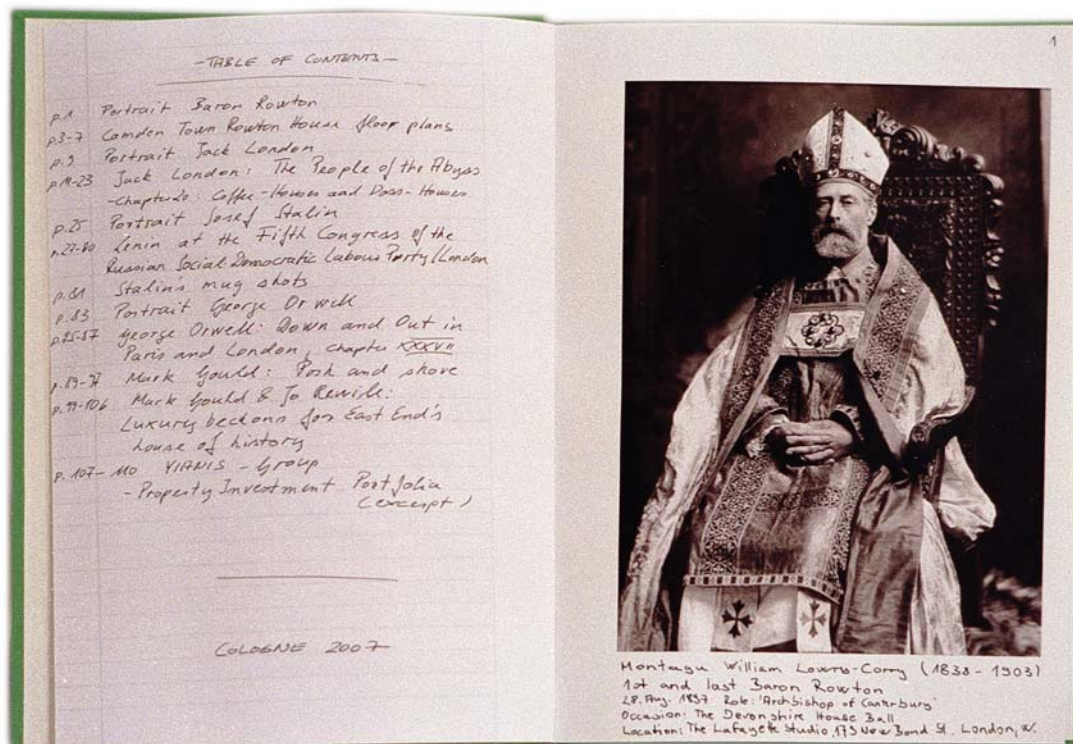 - TABLE OF CONTENTS -
p.1 Portrait Baron Rowton
p.3-7 Camden Town Rowton House floor plans
p.9 Portrait Jack London
p.11-23 Jack London: The People of the Abyss
- Chapter 20: Coffee-Houses and Doss-Houses
p.25 Portrait Josef Stalin
p.27-80 Lenin at the Fifth Congress of the
Russian Social-Democratic Labour Party/London
p.81 Stalins mug shots
p.83 Portrait George Orwell
p.85-87 George Orwell: Down and Out in
Paris and London, chapter XXXVII
p.89-97 Mark Gould: Posh and shove
p.99-106 Mark Gould & Jo Revill:
Luxury beckons for East End's
house of history
p.107-110 VIANIS-Group
- Property Investment Portfolia
(excerpt)
COLOGNE 2007
1
Montagu William Lowry-Corry (1838-1903)
1st and last Baron Rowton
28. Aug. 1897 Role: 'Archbishop of Canterbury'
Occasion: The Devonshire House Ball
Location: The Lafayette Studio, 179 New Bond St. London, W.